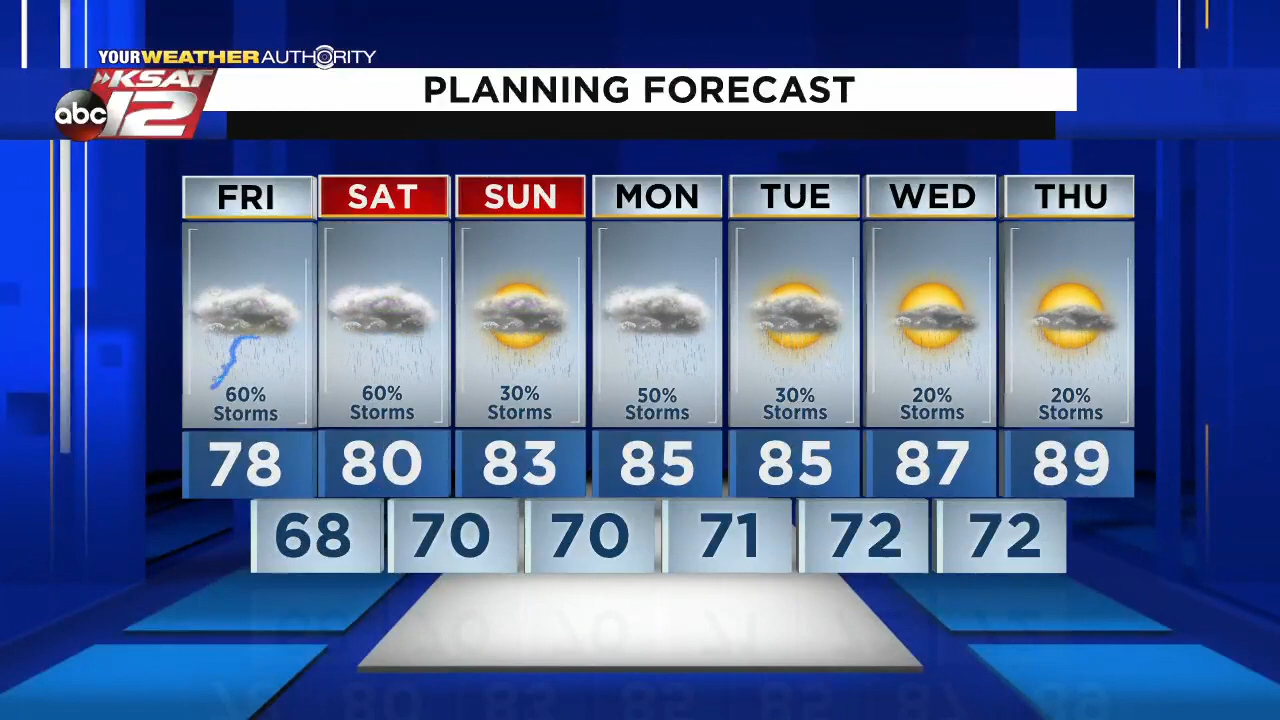 YOURWEATHERAUTHORITY
KSAT
abc 12
PLANNING FORECAST
FRI SAT SUN MON TUE WED THU
60% 60% 30% 50% 30% 20% 20%
Storms Storms Storms Storms Storms Storms Storms
78 80 83 85 85 87 89
68 70 70 71 72 72